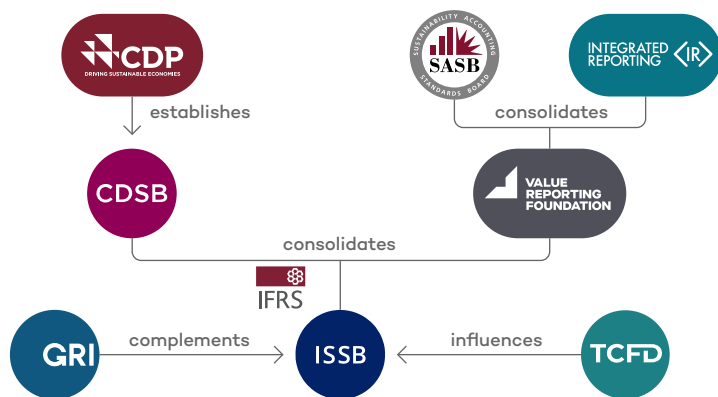 CDP
DRIVING SUSTAINABLE ECONOMIES
SUSTAINABILITY ACCOUNTING
SASB
STANDARDS BOARD
INTEGRATED
REPORTING
<IR>
establishes
consolidates
CDSB
VALUE
REPORTING
FOUNDATION
consolidates
IFRS
GRI
complements
ISSB
influences
TCFD